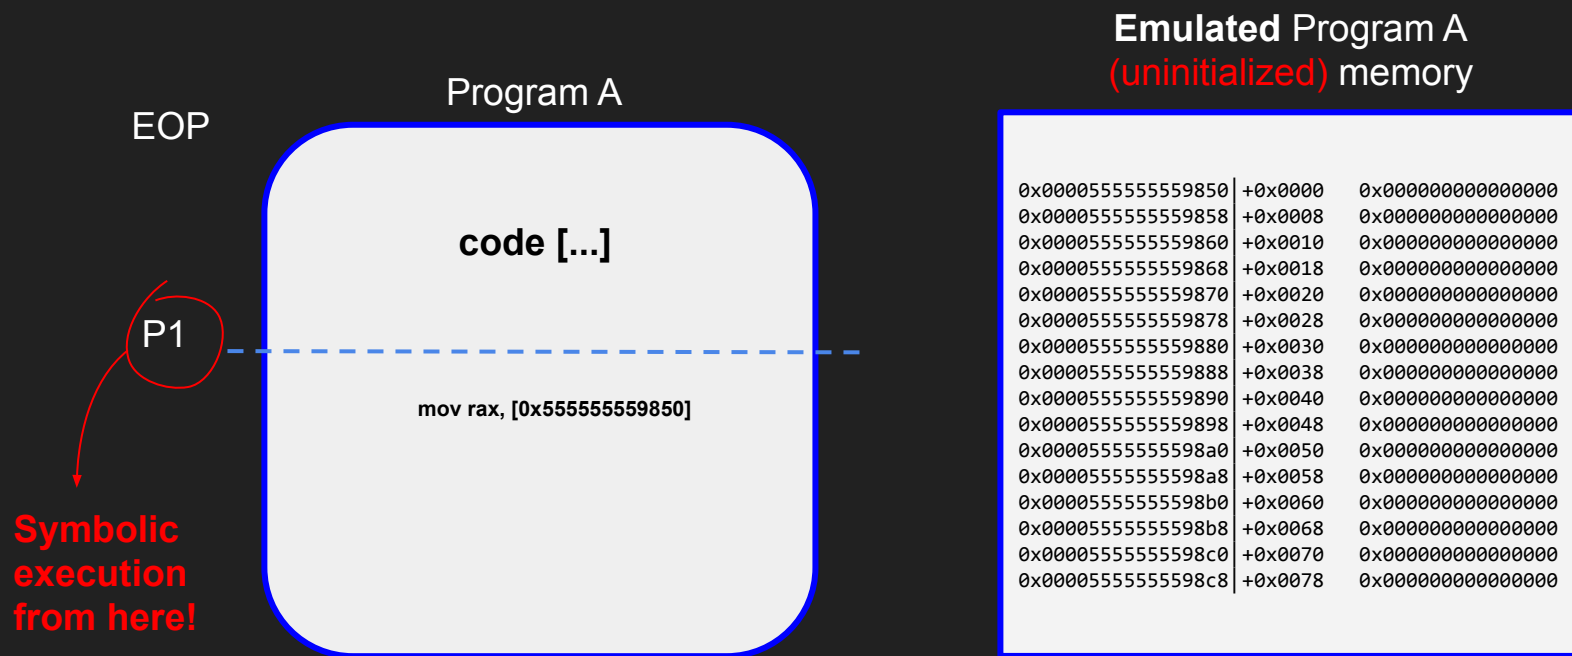 EOP
Program A
code [...]
P1
mov rax, [0x555555559850]
Symbolic
execution
from here!
Emulated Program A
(uninitialized) memory
0x0000555555559850|+0x0000 0x0000000000000000
0x0000555555559858|+0x0008 0x0000000000000000
0x0000555555559860|+0x0010 0x0000000000000000
0x0000555555559868|+0x0018 0x0000000000000000
0x0000555555559870|+0x0020 0x0000000000000000
0x0000555555559878|+0x0028 0x0000000000000000
0x0000555555559880|+0x0030 0x0000000000000000
0x0000555555559888|+0x0038 0x0000000000000000
0x0000555555559890|+0x0040 0x0000000000000000
0x0000555555559898|+0x0048 0x0000000000000000
0x00005555555598a0|+0x0050 0x0000000000000000
0x00005555555598a8|+0x0058 0x0000000000000000
0x00005555555598b0|+0x0060 0x0000000000000000
0x00005555555598b8|+0x0068 0x0000000000000000
0x00005555555598c0|+0x0070 0x0000000000000000
0x00005555555598c8|+0x0078 0x0000000000000000